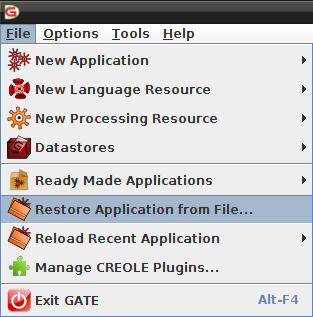 File Options Tools Help
New Application
New Language Resource
New Processing Resource
Datastores
Ready Made Applications
Restore Application from File...
Reload Recent Application
Manage CREOLE Plugins...
Exit GATE Alt-F4